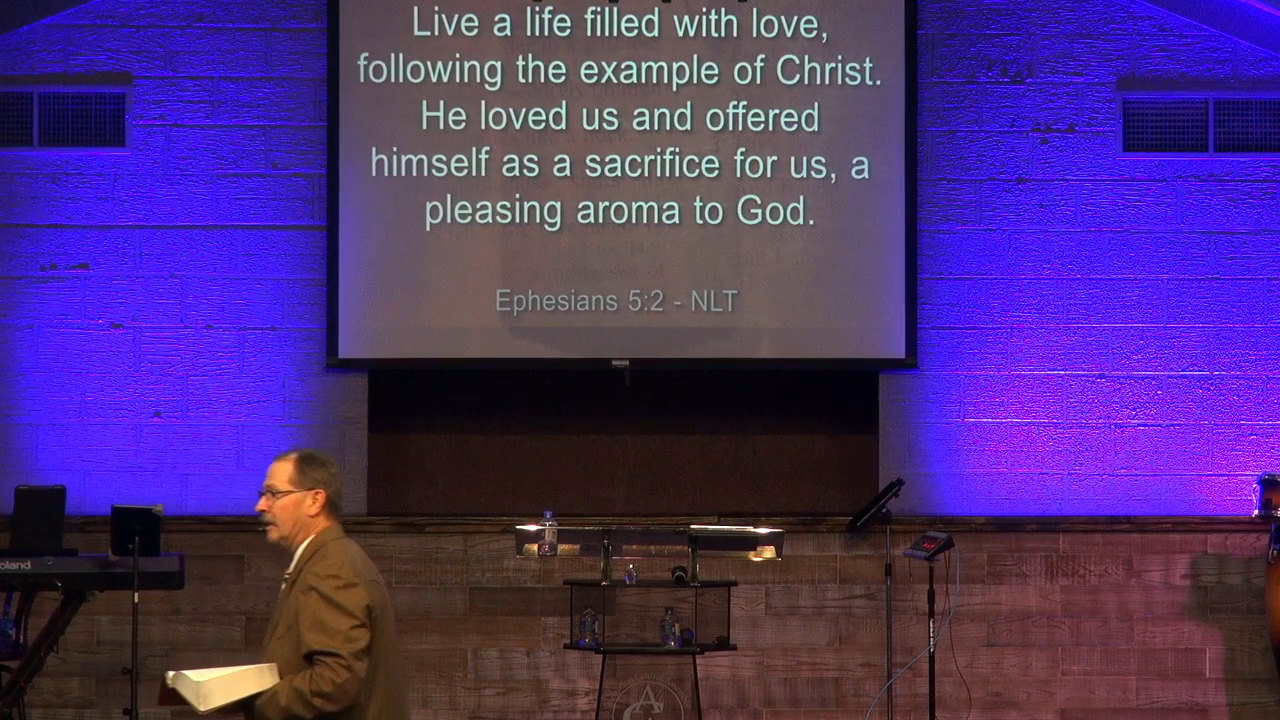 Live a life filled with love,
following the example of Christ.
He loved us and offered
himself as a sacrifice for us, a
pleasing aroma to God.
Ephesians 5:2 - NLT
oland